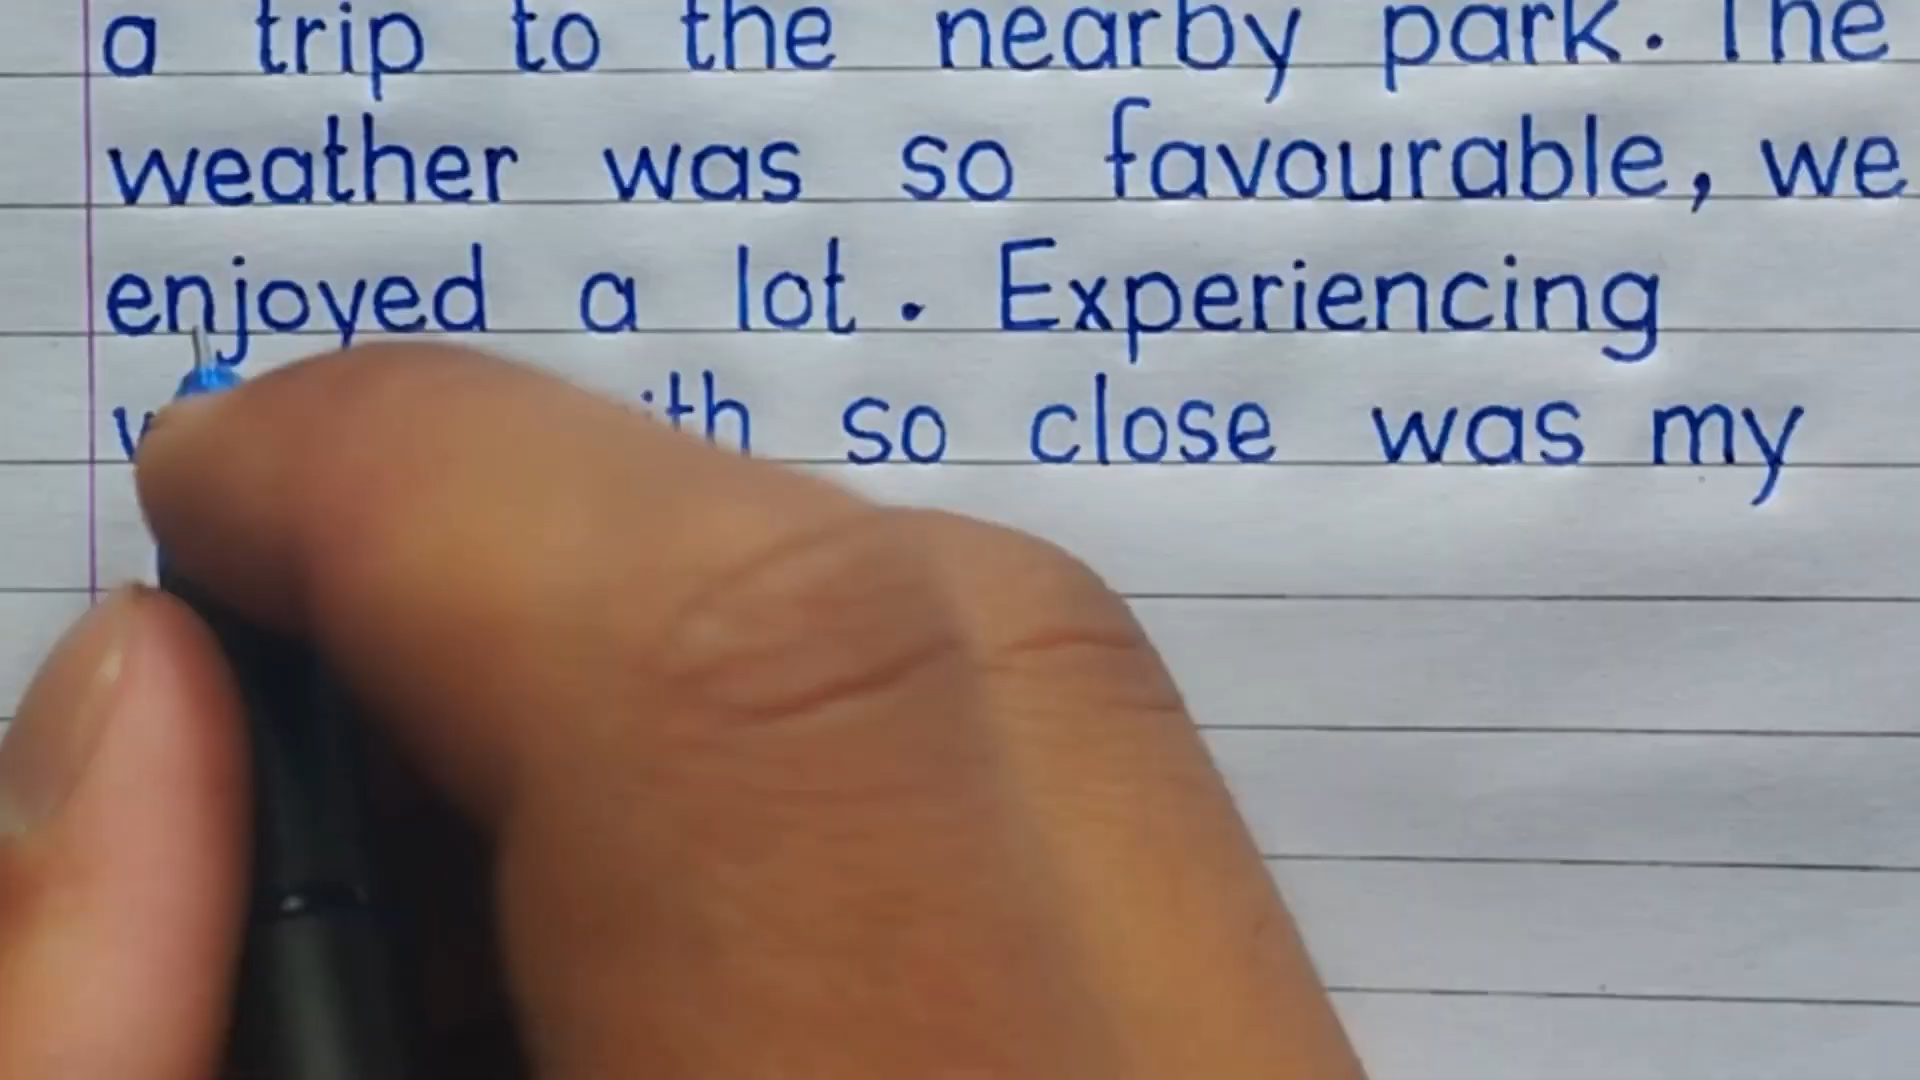 a trip to the nearby park. The
weather was so favourable, we
enjoyed a lot. Experiencing
so close was my